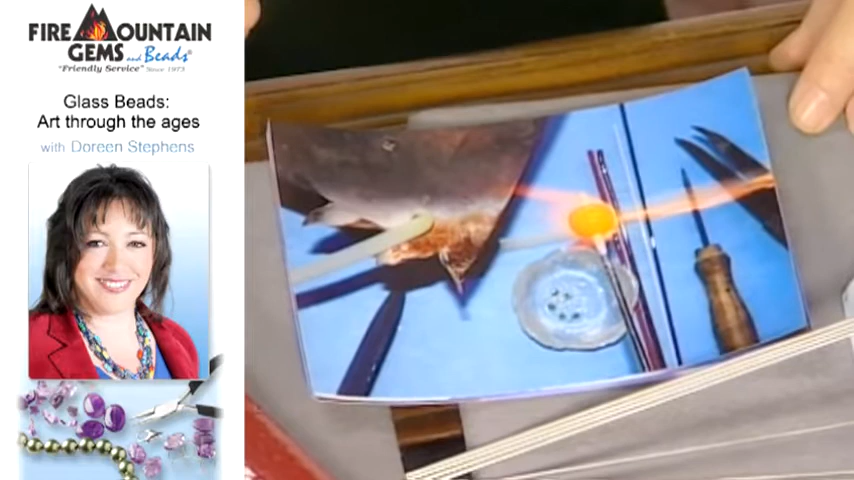 FIRE MOUNTAIN
GEMS and Beads®
"Friendly Service" Since 1973
Glass Beads:
Art through the ages
with Doreen Stephens